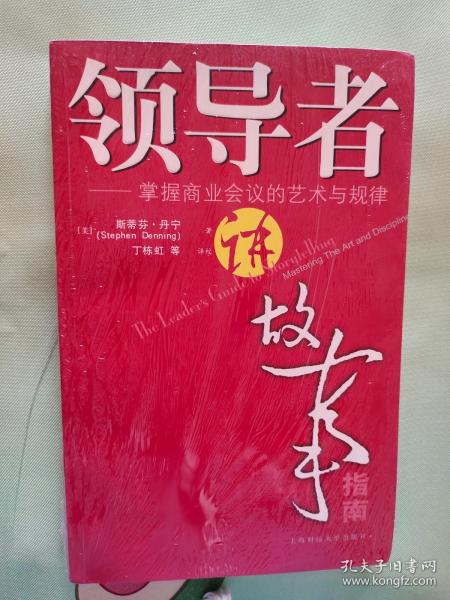 领导者
——掌握商业会议的艺术与规律
[美] 斯蒂芬·丹宁 著
(Stephen Denning)
丁栋虹 等 译校
讲
The Leader's Guide to Storytelling
Mastering The Art and Discipline
故事
指南
上海财经大学出版社
孔夫子旧书网
www.kongfz.com